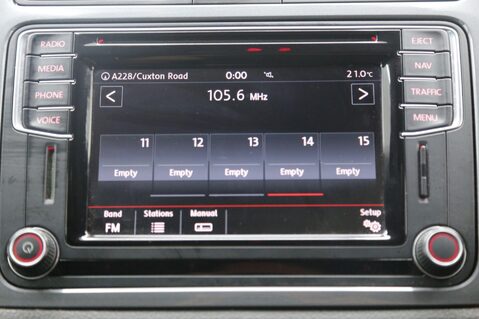 RADIO
MEDIA
PHONE
VOICE
EJECT
NAV
TRAFFIC
MENU
A228/Cuxton Road 0:00 21.0°C
< 105.6 MHz >
11 12 13 14 15
Empty Empty Empty Empty Empty
Band Stations Manual Setup
FM